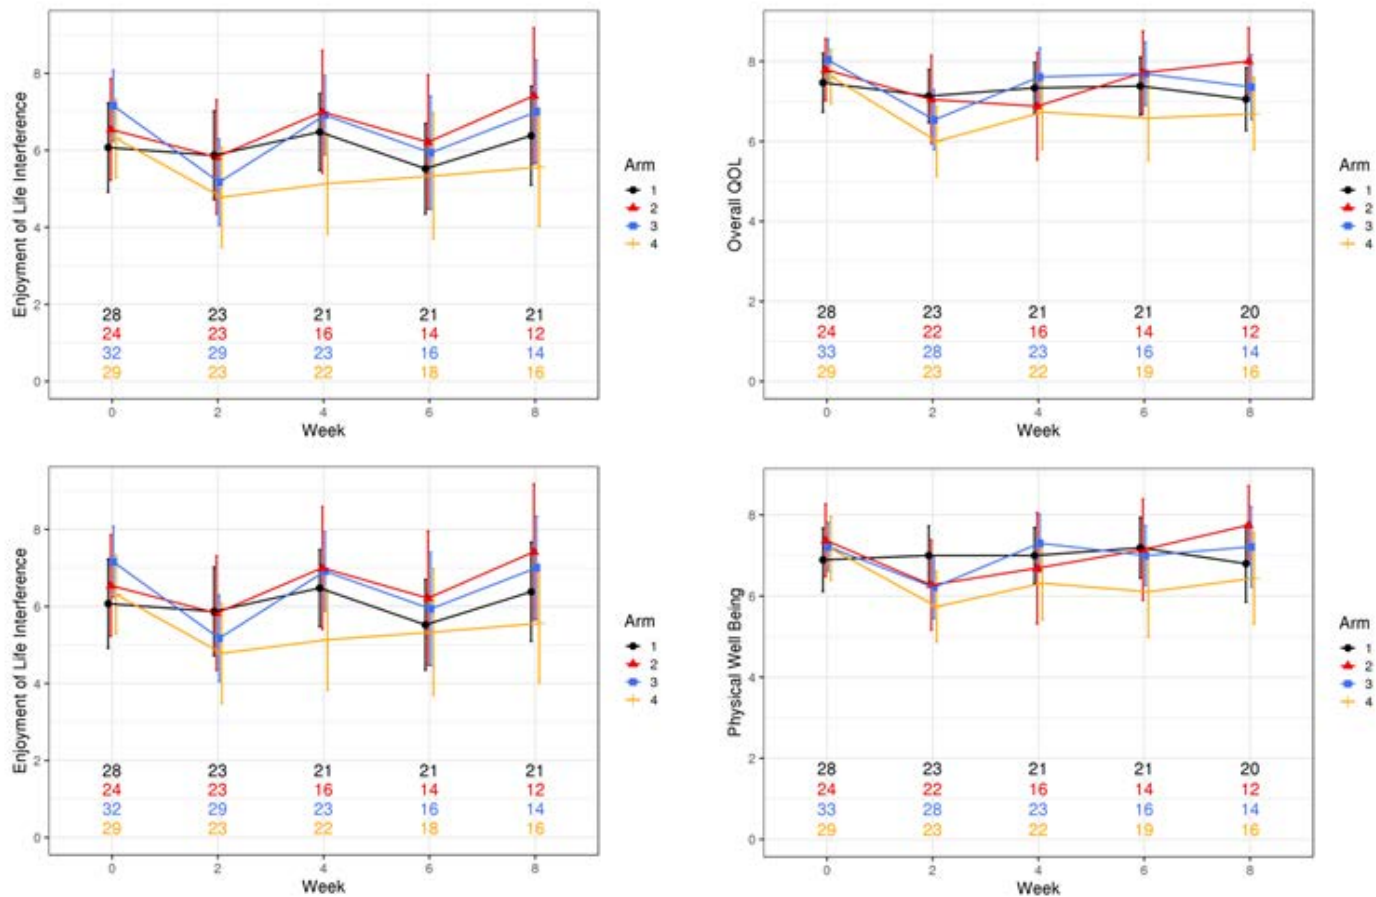 Enjoyment of Life Interference
8
6
4
2
0
28 23 21 21 21
24 23 16 14 12
32 29 23 16 14
29 23 22 18 16
0 2 4 6 8
Week
Arm
1
2
3
4
Overall QOL
8
6
4
2
0
28 23 21 21 20
24 22 16 14 12
33 28 23 16 14
29 23 22 19 16
0 2 4 6 8
Week
Arm
1
2
3
4
Enjoyment of Life Interference
8
6
4
2
0
28 23 21 21 21
24 23 16 14 12
32 29 23 16 14
29 23 22 18 16
0 2 4 6 8
Week
Arm
1
2
3
4
Physical Well Being
8
6
4
2
0
28 23 21 21 20
24 22 16 14 12
33 28 23 16 14
29 23 22 19 16
0 2 4 6 8
Week
Arm
1
2
3
4